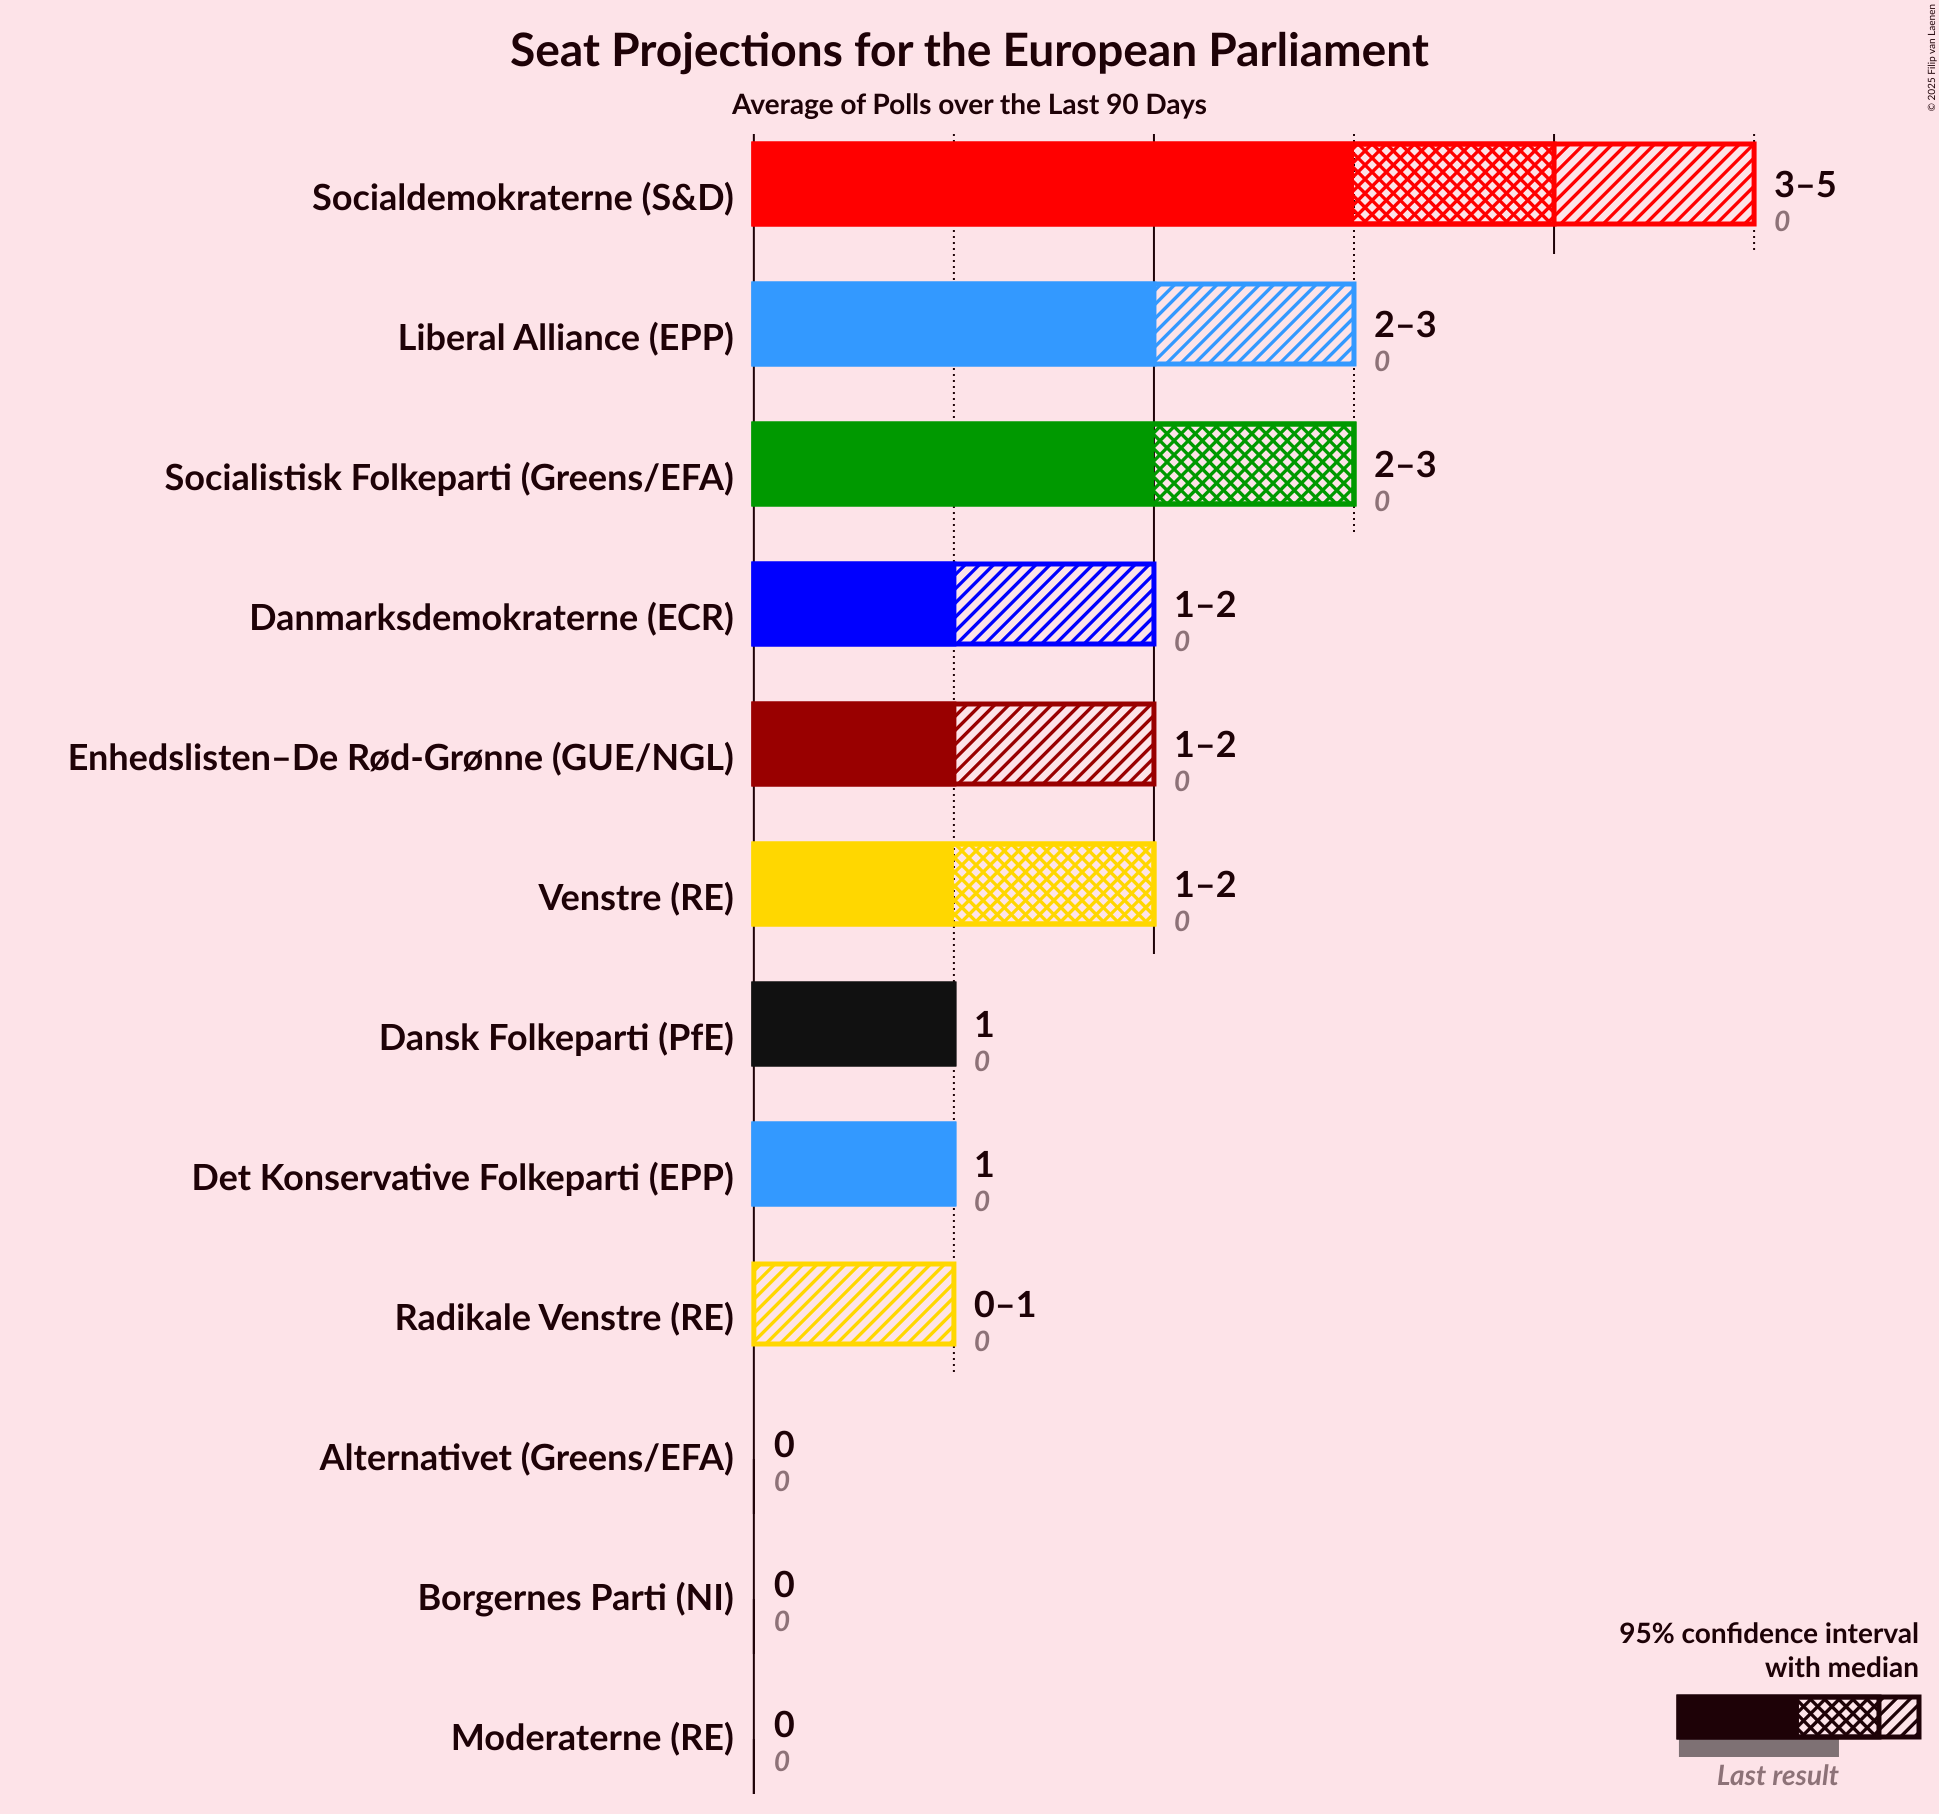 Seat Projections for the European Parliament
Average of Polls over the Last 90 Days
© 2025 Filip van Laenen
Socialdemokraterne (S&D)
3–5
0
Liberal Alliance (EPP)
2–3
0
Socialistisk Folkeparti (Greens/EFA)
2–3
0
Danmarksdemokraterne (ECR)
1–2
0
Enhedslisten–De Rød-Grønne (GUE/NGL)
1–2
0
Venstre (RE)
1–2
0
Dansk Folkeparti (PfE)
1
0
Det Konservative Folkeparti (EPP)
1
0
Radikale Venstre (RE)
0–1
0
Alternativet (Greens/EFA)
0
0
Borgernes Parti (NI)
0
0
Moderaterne (RE)
0
0
95% confidence interval
with median
Last result